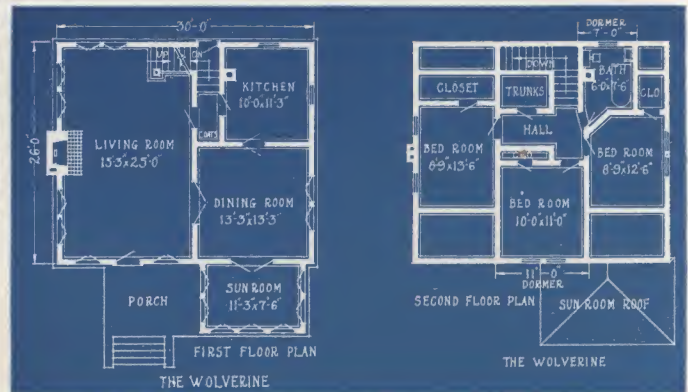 30'-0"
26'-0"
UP
DN
KITCHEN
10'-0"x11'-3"
COATS
LIVING ROOM
15'-3"x25'-0"
DINING ROOM
13'-3"x13'-3"
SUN ROOM
11'-3"x7'-6"
PORCH
FIRST FLOOR PLAN
THE WOLVERINE
DORMER
7'-0"
DOWN
BATH
6'-0"x7'-6"
CLOSET
TRUNKS
CLO
HALL
BED ROOM
8'-9"x13'-6"
CLO
BED ROOM
8'-9"x12'-6"
BED ROOM
10'-0"x11'-0"
11'-0"
DORMER
SECOND FLOOR PLAN
SUN ROOM ROOF
THE WOLVERINE